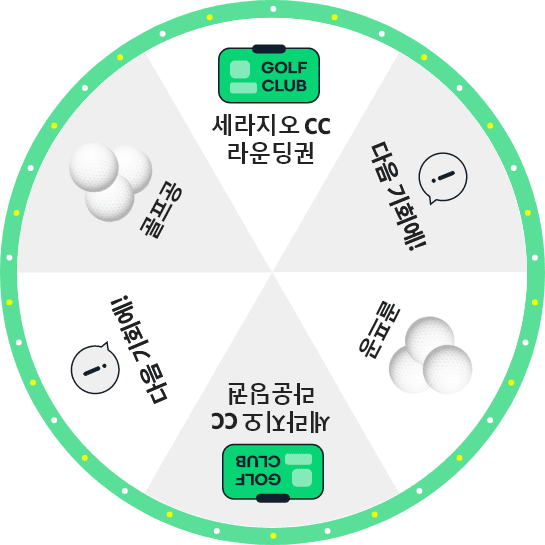 GOLF
CLUB
세라지오 CC
라운딩권
다음 기회에!
골프공
세라지오 CC
라운딩권
GOLF
CLUB
다음 기회에!
골프공